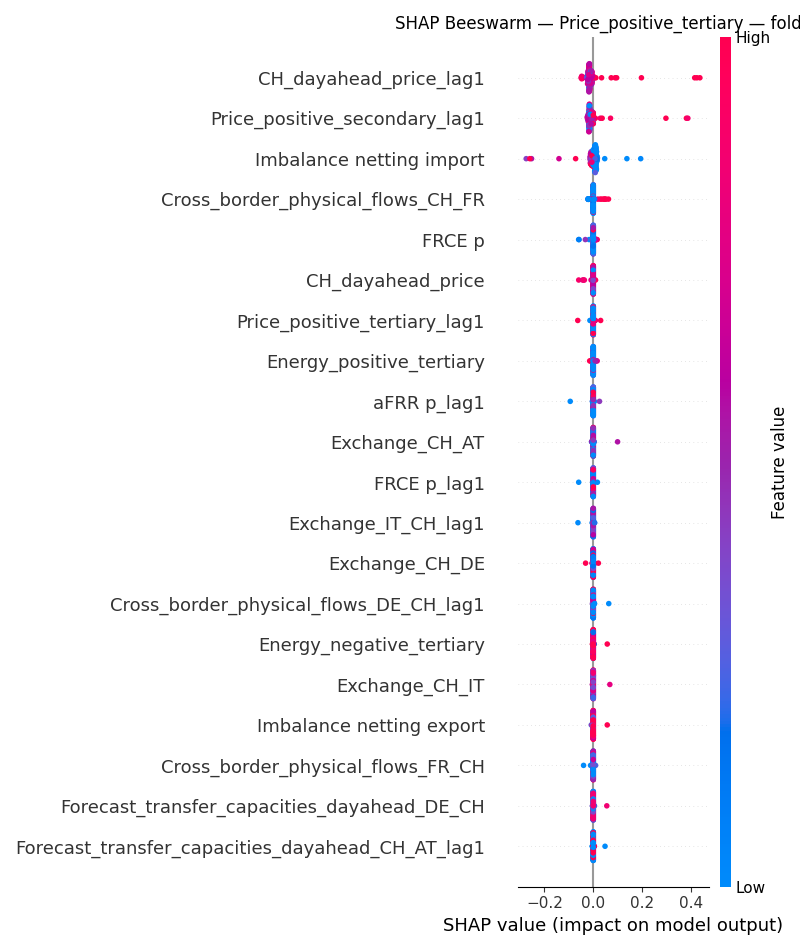 SHAP Beeswarm — Price_positive_tertiary — fold
High
CH_dayahead_price_lag1
Price_positive_secondary_lag1
Imbalance netting import
Cross_border_physical_flows_CH_FR
FRCE p
CH_dayahead_price
Price_positive_tertiary_lag1
Energy_positive_tertiary
aFRR p_lag1
Exchange_CH_AT
FRCE p_lag1
Exchange_IT_CH_lag1
Exchange_CH_DE
Cross_border_physical_flows_DE_CH_lag1
Energy_negative_tertiary
Exchange_CH_IT
Imbalance netting export
Cross_border_physical_flows_FR_CH
Forecast_transfer_capacities_dayahead_DE_CH
Forecast_transfer_capacities_dayahead_CH_AT_lag1
Feature value
Low
−0.2 0.0 0.2 0.4
SHAP value (impact on model output)